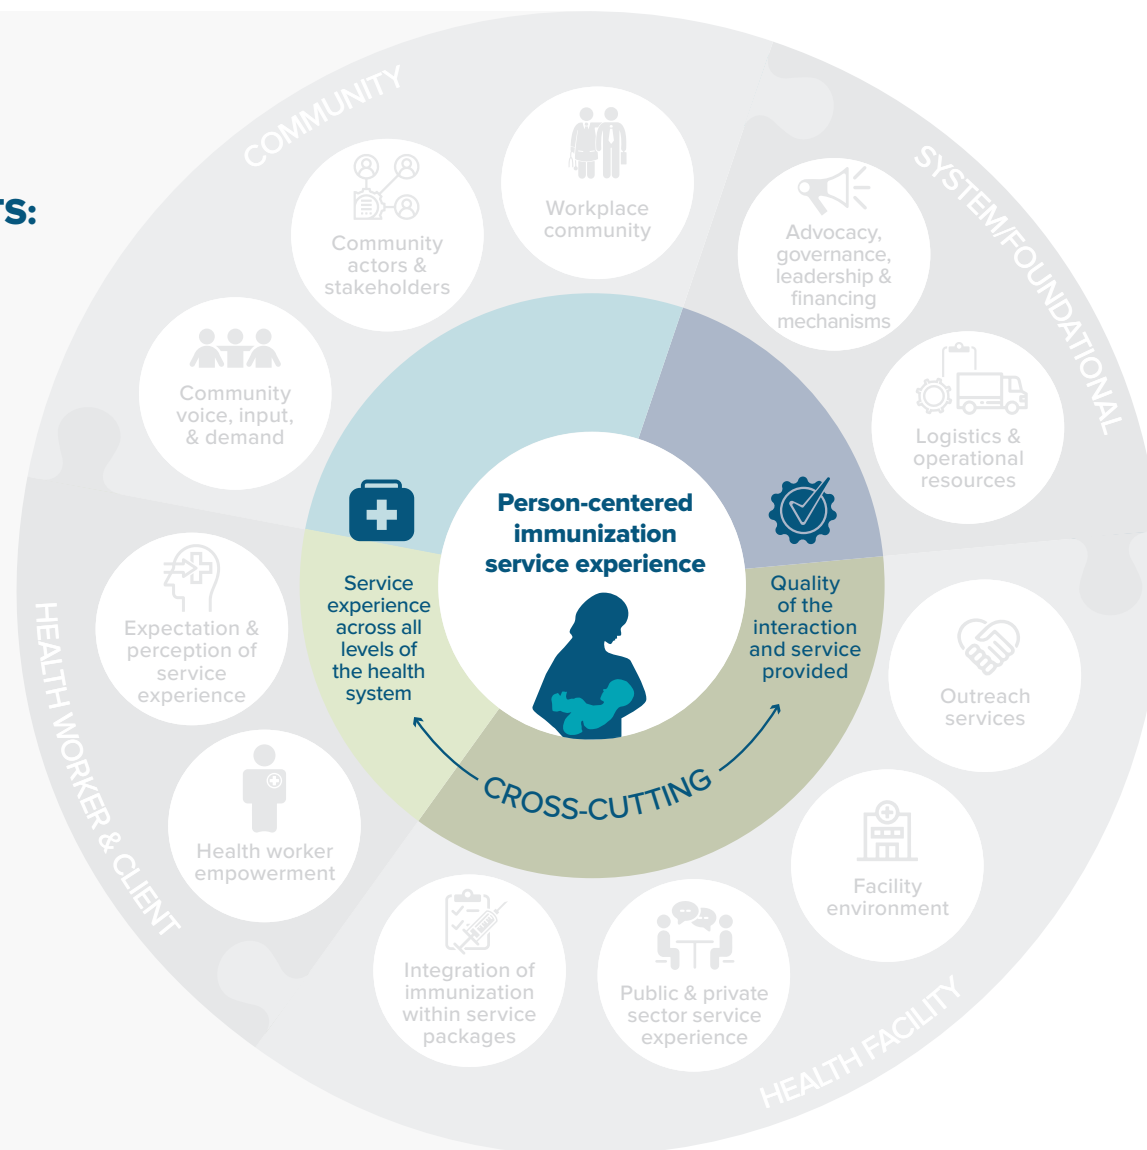 TS:
COMMUNITY
SYSTEM/FOUNDATIONAL
Workplace
community
Community
actors &
stakeholders
Advocacy,
governance,
leadership &
financing
mechanisms
Community
voice, input,
& demand
Logistics &
operational
resources
Person-centered
immunization
service experience
Service
experience
across all
levels of
the health
system
Quality
of the
interaction
and service
provided
CROSS-CUTTING
HEALTH WORKER & CLIENT
Expectation &
perception of
service
experience
Outreach
services
Health worker
empowerment
Facility
environment
Integration of
immunization
within service
packages
Public & private
sector service
experience
HEALTH FACILITY